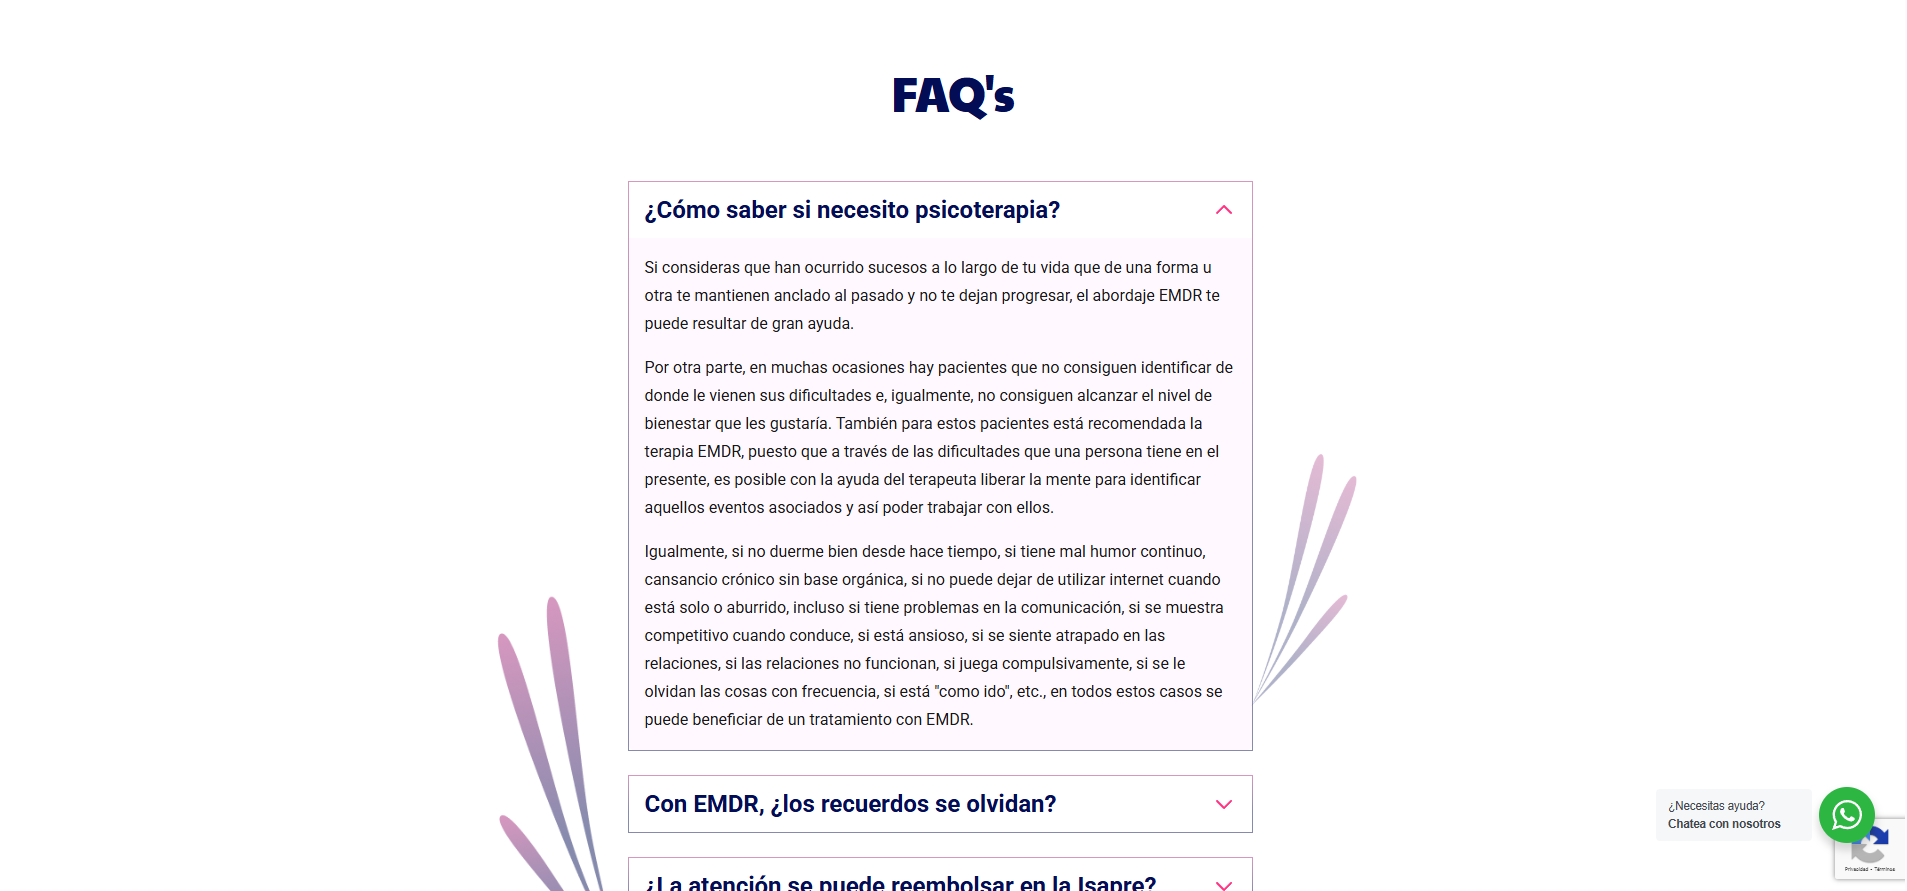 FAQ's
¿Cómo saber si necesito psicoterapia?
Si consideras que han ocurrido sucesos a lo largo de tu vida que de una forma u
otra te mantienen anclado al pasado y no te dejan progresar, el abordaje EMDR te
puede resultar de gran ayuda.
Por otra parte, en muchas ocasiones hay pacientes que no consiguen identificar de
donde le vienen sus dificultades e, igualmente, no consiguen alcanzar el nivel de
bienestar que les gustaría. También para estos pacientes está recomendada la
terapia EMDR, puesto que a través de las dificultades que una persona tiene en el
presente, es posible con la ayuda del terapeuta liberar la mente para identificar
aquellos eventos asociados y así poder trabajar con ellos.
Igualmente, si no duerme bien desde hace tiempo, si tiene mal humor continuo,
cansancio crónico sin base orgánica, si no puede dejar de utilizar internet cuando
está solo o aburrido, incluso si tiene problemas en la comunicación, si se muestra
competitivo cuando conduce, si está ansioso, si se siente atrapado en las
relaciones, si las relaciones no funcionan, si juega compulsivamente, si se le
olvidan las cosas con frecuencia, si está "como ido", etc., en todos estos casos se
puede beneficiar de un tratamiento con EMDR.
Con EMDR, ¿los recuerdos se olvidan?
¿La atención se puede reembolsar en la Isapre?
¿Necesitas ayuda?
Chatea con nosotros
Privacidad • Términos